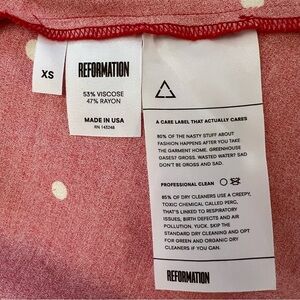 XS
REFORMATION
53% VISCOSE
47% RAYON
MADE IN USA
RN 143248
A CARE LABEL THAT ACTUALLY CARES
80% OF THE NASTY STUFF ABOUT
FASHION HAPPENS AFTER YOU TAKE
THE GARMENT HOME. GREENHOUSE
GASES? GROSS. WASTED WATER? SAD
DON'T BE GROSS AND SAD.
PROFESSIONAL CLEAN
85% OF DRY CLEANERS USE A CREEPY,
TOXIC CHEMICAL CALLED PERC,
THAT'S LINKED TO RESPIRATORY
ISSUES, BIRTH DEFECTS AND AIR
POLLUTION. YUCK. SKIP THE
STANDARD DRY CLEANING AND OPT
FOR GREEN AND ORGANIC DRY
CLEANERS IF YOU CAN.
REFORMATION